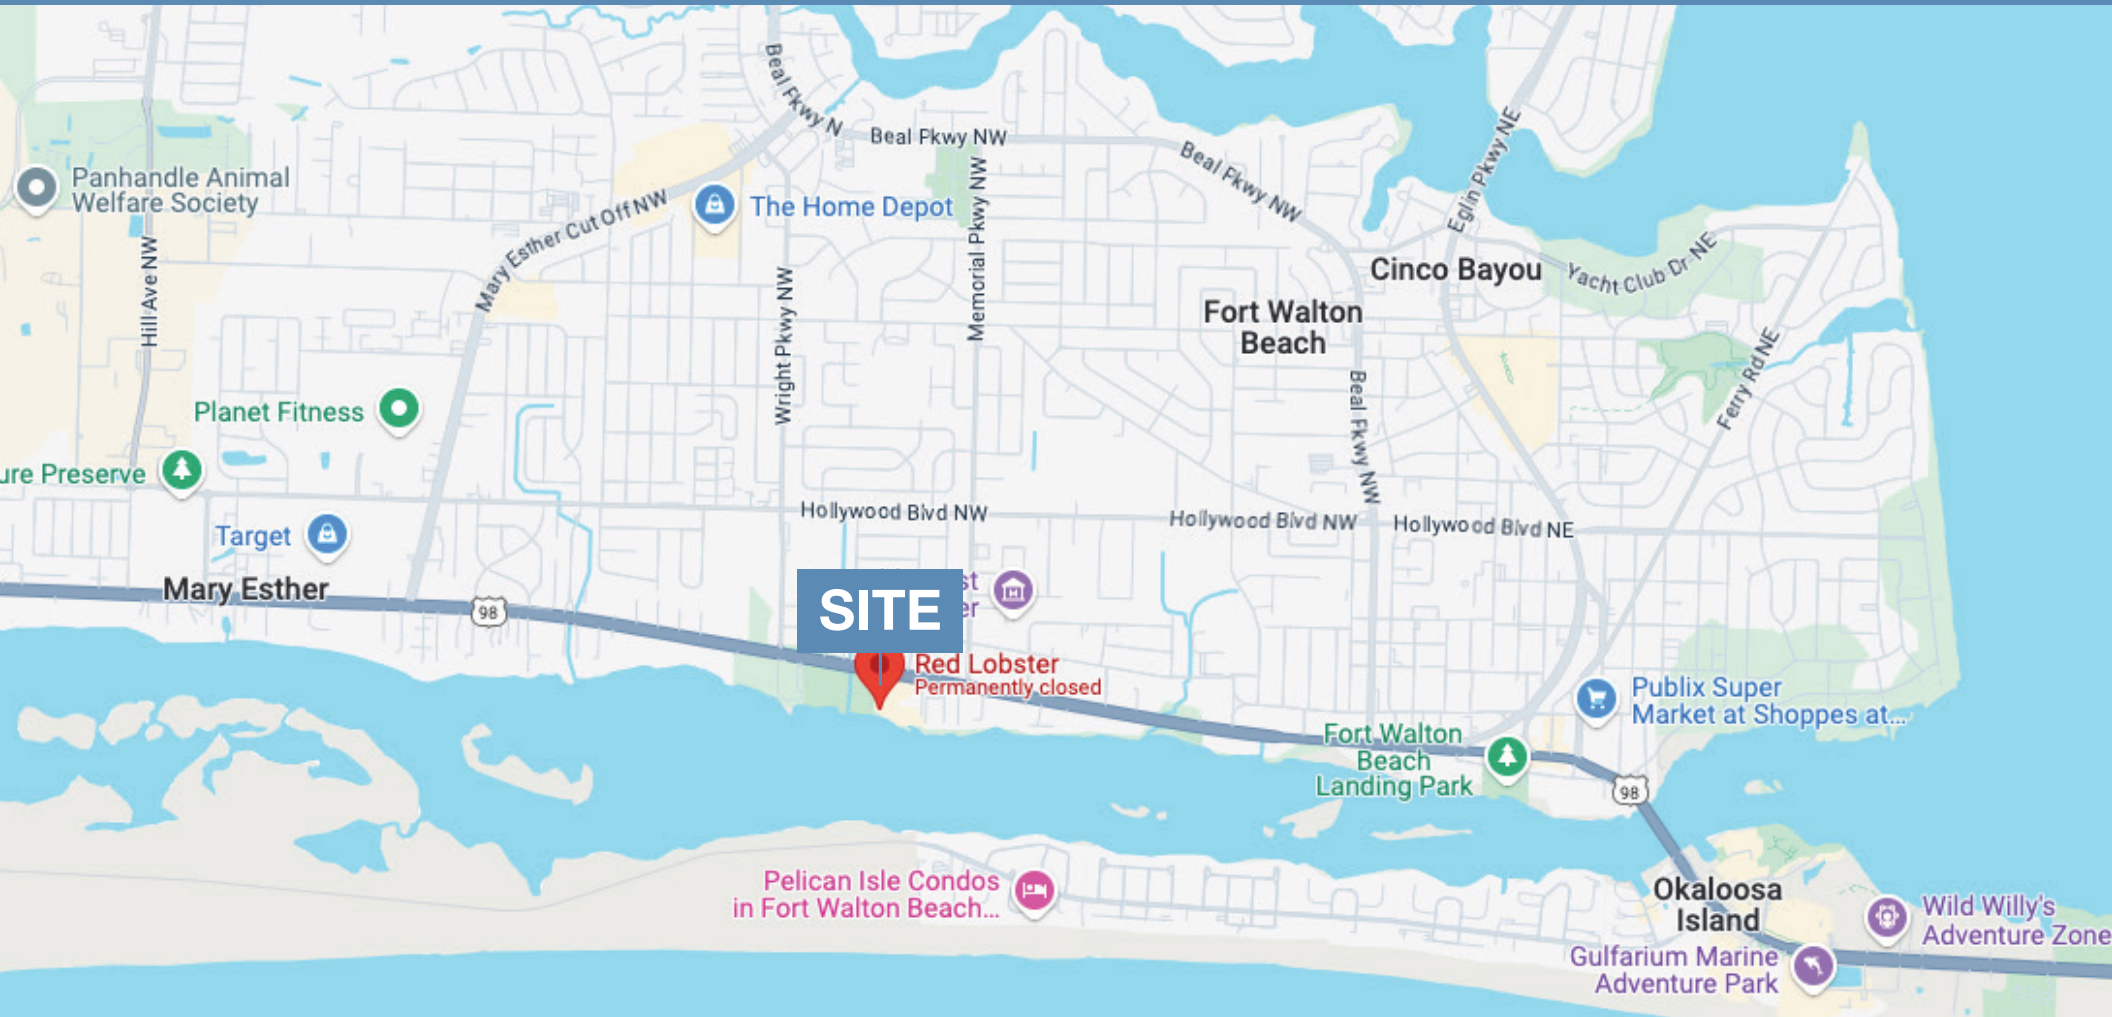 Beal Pkwy N
Beal Pkwy NW
Beal Pkwy NW
Eglin Pkwy NE
Panhandle Animal
Welfare Society
Mary Esther Cut Off NW
The Home Depot
Memorial Pkwy NW
Hill Ave NW
Wright Pkwy NW
Cinco Bayou
Yacht Club Dr NE
Fort Walton
Beach
Ferry Rd NE
Beal Pkwy NW
Planet Fitness
ure Preserve
Hollywood Blvd NW
Hollywood Blvd NW
Hollywood Blvd NE
Target
Mary Esther
98
st
er
SITE
Red Lobster
Permanently closed
Publix Super
Market at Shoppes at...
Fort Walton
Beach
Landing Park
98
Pelican Isle Condos
in Fort Walton Beach...
Okaloosa
Island
Wild Willy's
Adventure Zone
Gulfarium Marine
Adventure Park